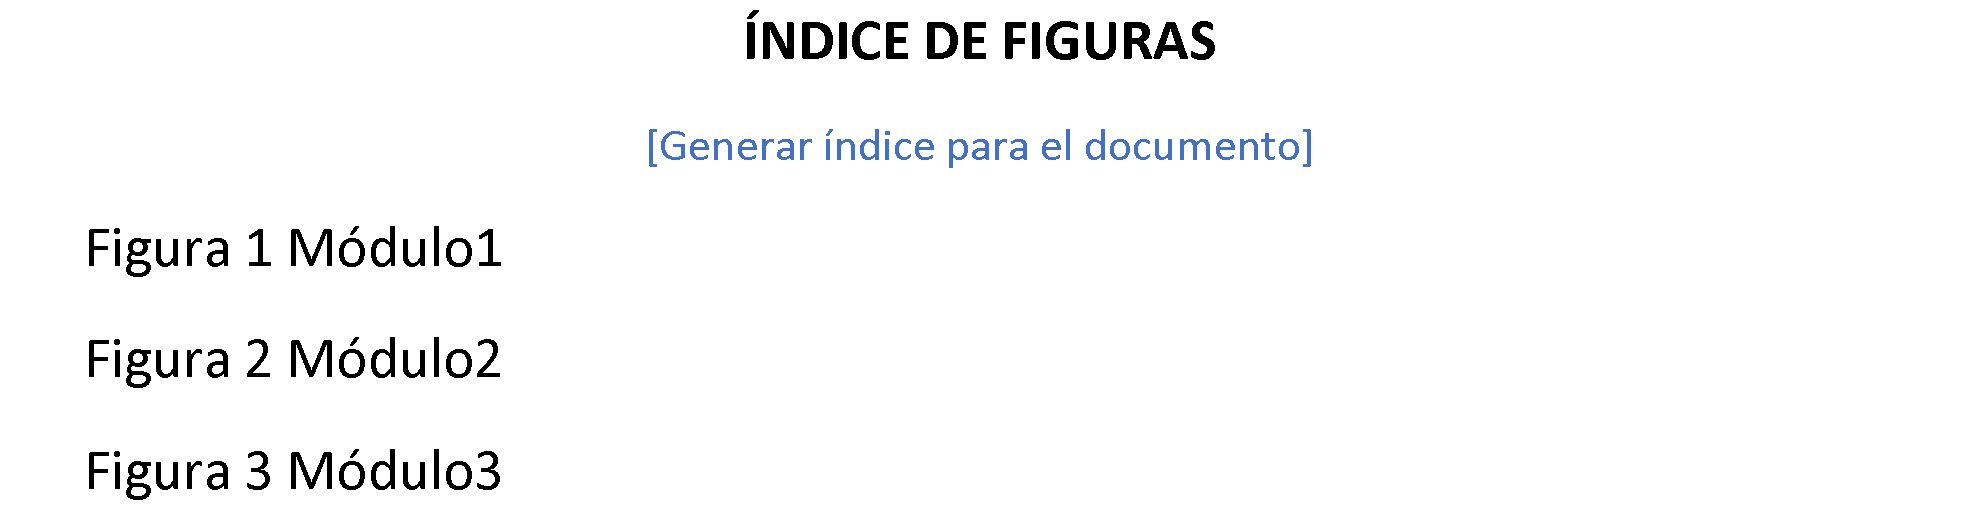 ÍNDICE DE FIGURAS
[Generar índice para el documento]
Figura 1 Módulo1
Figura 2 Módulo2
Figura 3 Módulo3